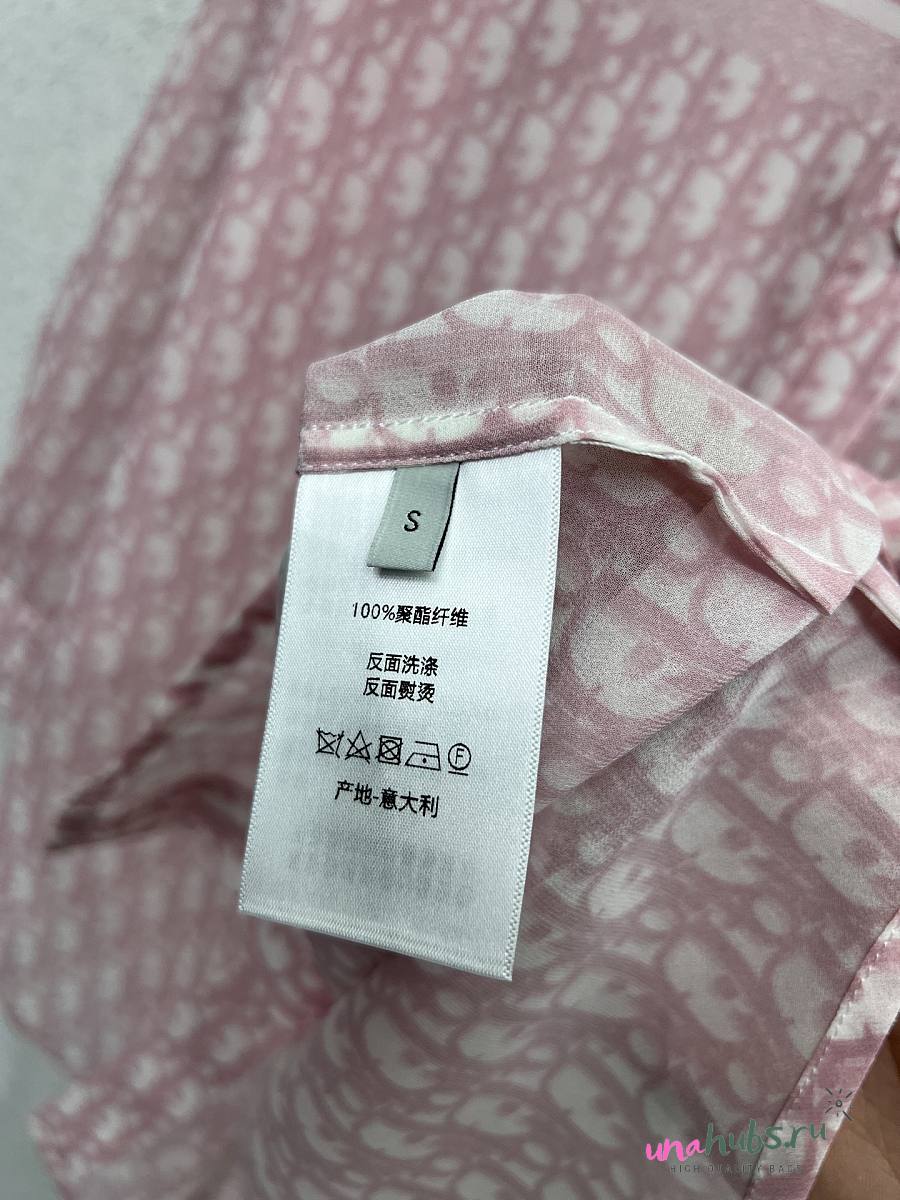 S
100%聚酯纤维
反面洗涤
反面熨烫
F
产地-意大利
unahubs.ru
HIGH QUALITY BAGS